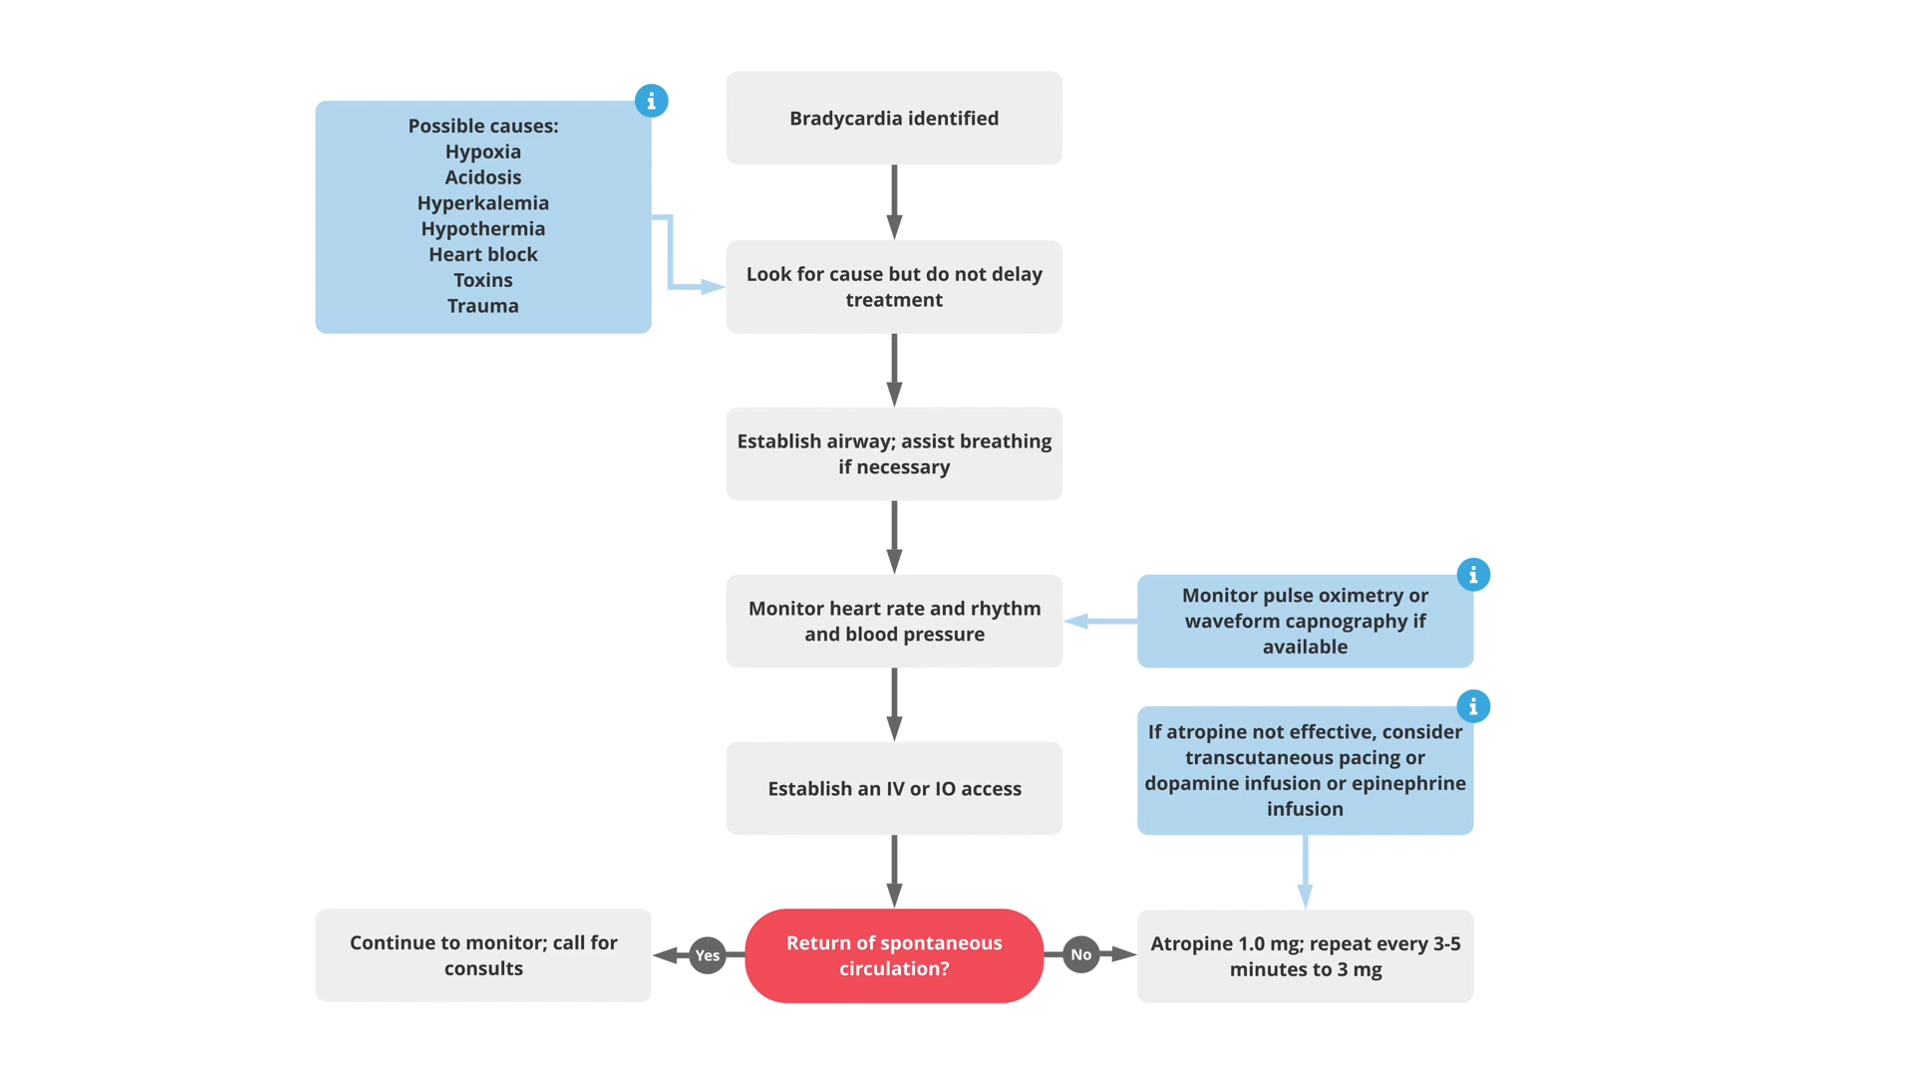 Bradycardia identified
Possible causes:
Hypoxia
Acidosis
Hyperkalemia
Hypothermia
Heart block
Toxins
Trauma
Look for cause but do not delay
treatment
Establish airway; assist breathing
if necessary
Monitor heart rate and rhythm
and blood pressure
Monitor pulse oximetry or
waveform capnography if
available
Establish an IV or IO access
If atropine not effective, consider
transcutaneous pacing or
dopamine infusion or epinephrine
infusion
Return of spontaneous
circulation?
Yes
Continue to monitor; call for
consults
No
Atropine 1.0 mg; repeat every 3-5
minutes to 3 mg